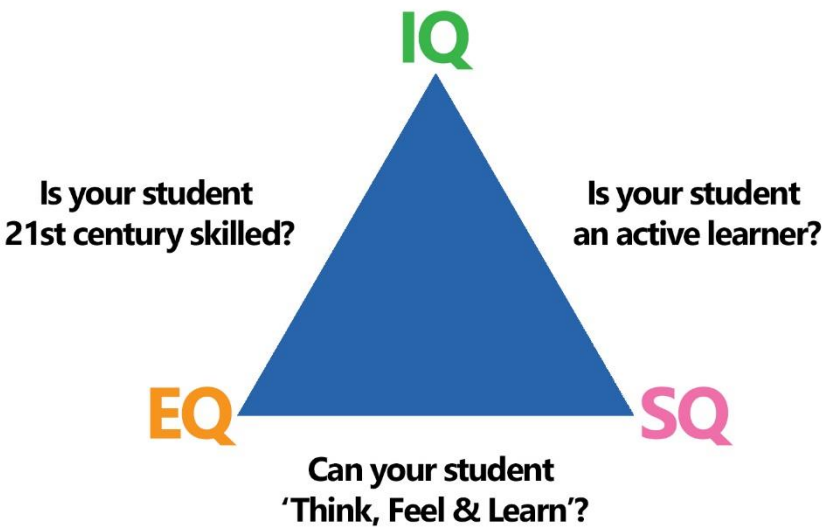 IQ
Is your student
21st century skilled?
Is your student
an active learner?
EQ
SQ
Can your student
‘Think, Feel & Learn’?